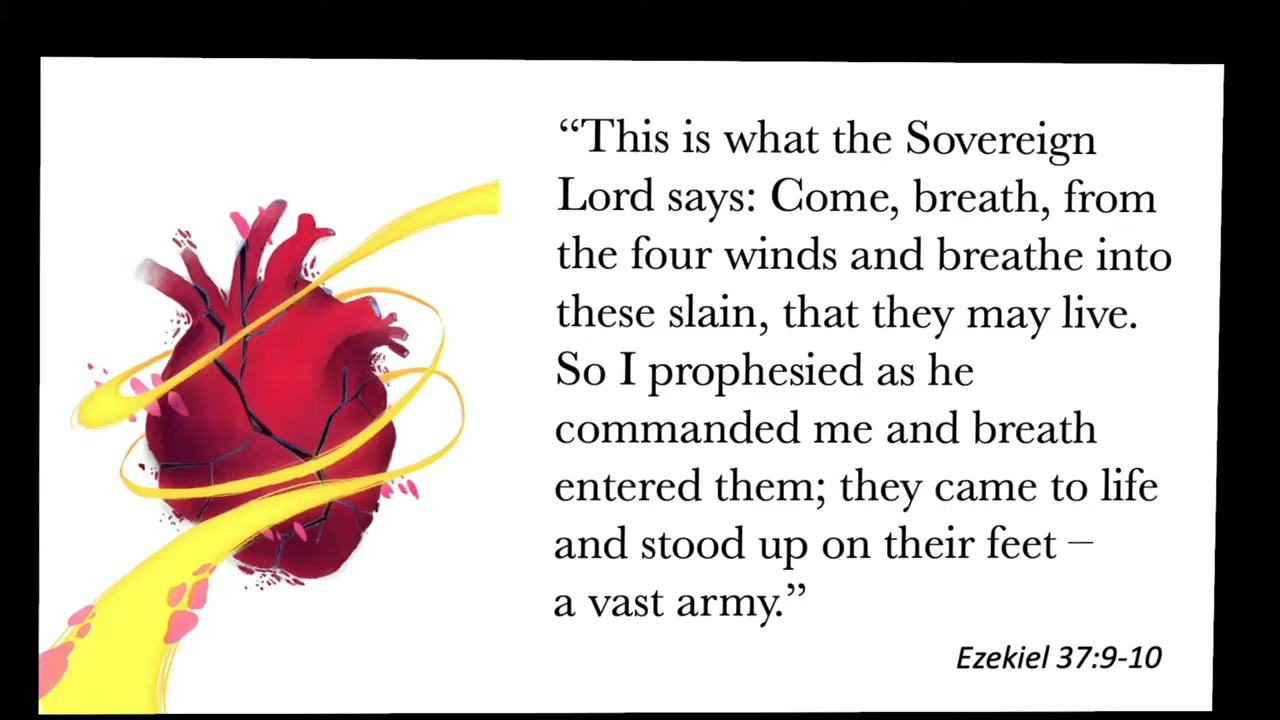 “This is what the Sovereign
Lord says: Come, breath, from
the four winds and breathe into
these slain, that they may live.
So I prophesied as he
commanded me and breath
entered them; they came to life
and stood up on their feet –
a vast army.”
Ezekiel 37:9-10